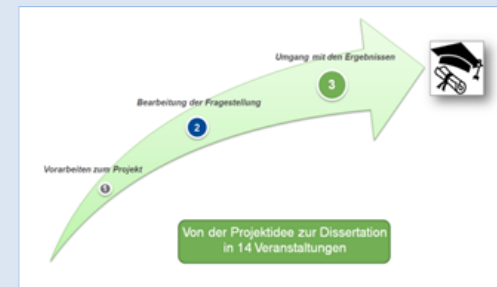 Umgang mit den Ergebnissen
3
Bearbeitung der Fragestellung
2
Vorarbeiten zum Projekt
1
Von der Projektidee zur Dissertation
in 14 Veranstaltungen